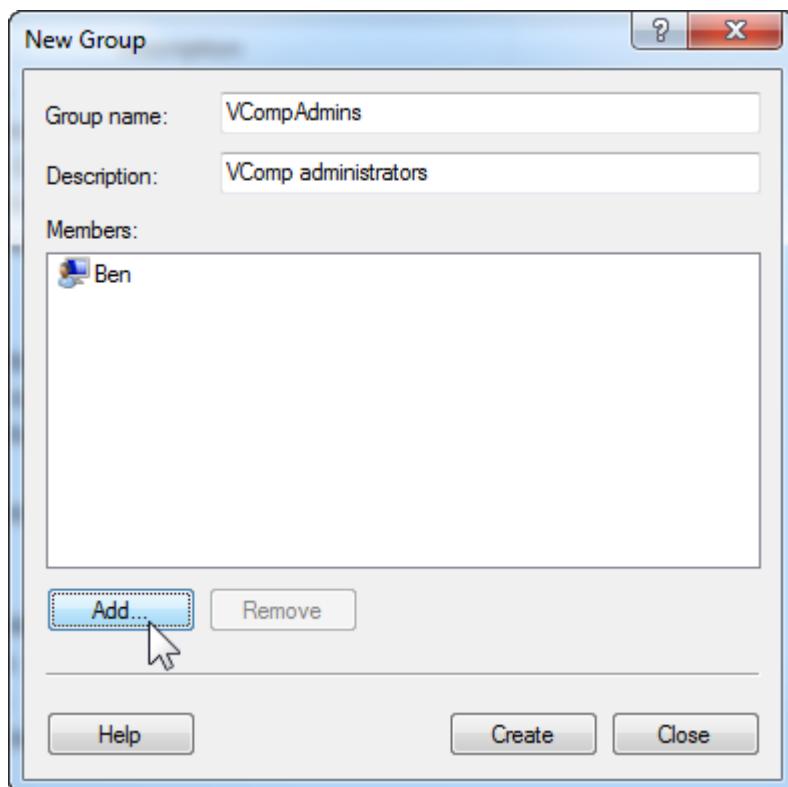 New Group
Group name: VCompAdmins
Description: VComp administrators
Members:
Ben
Add... Remove
Help Create Close